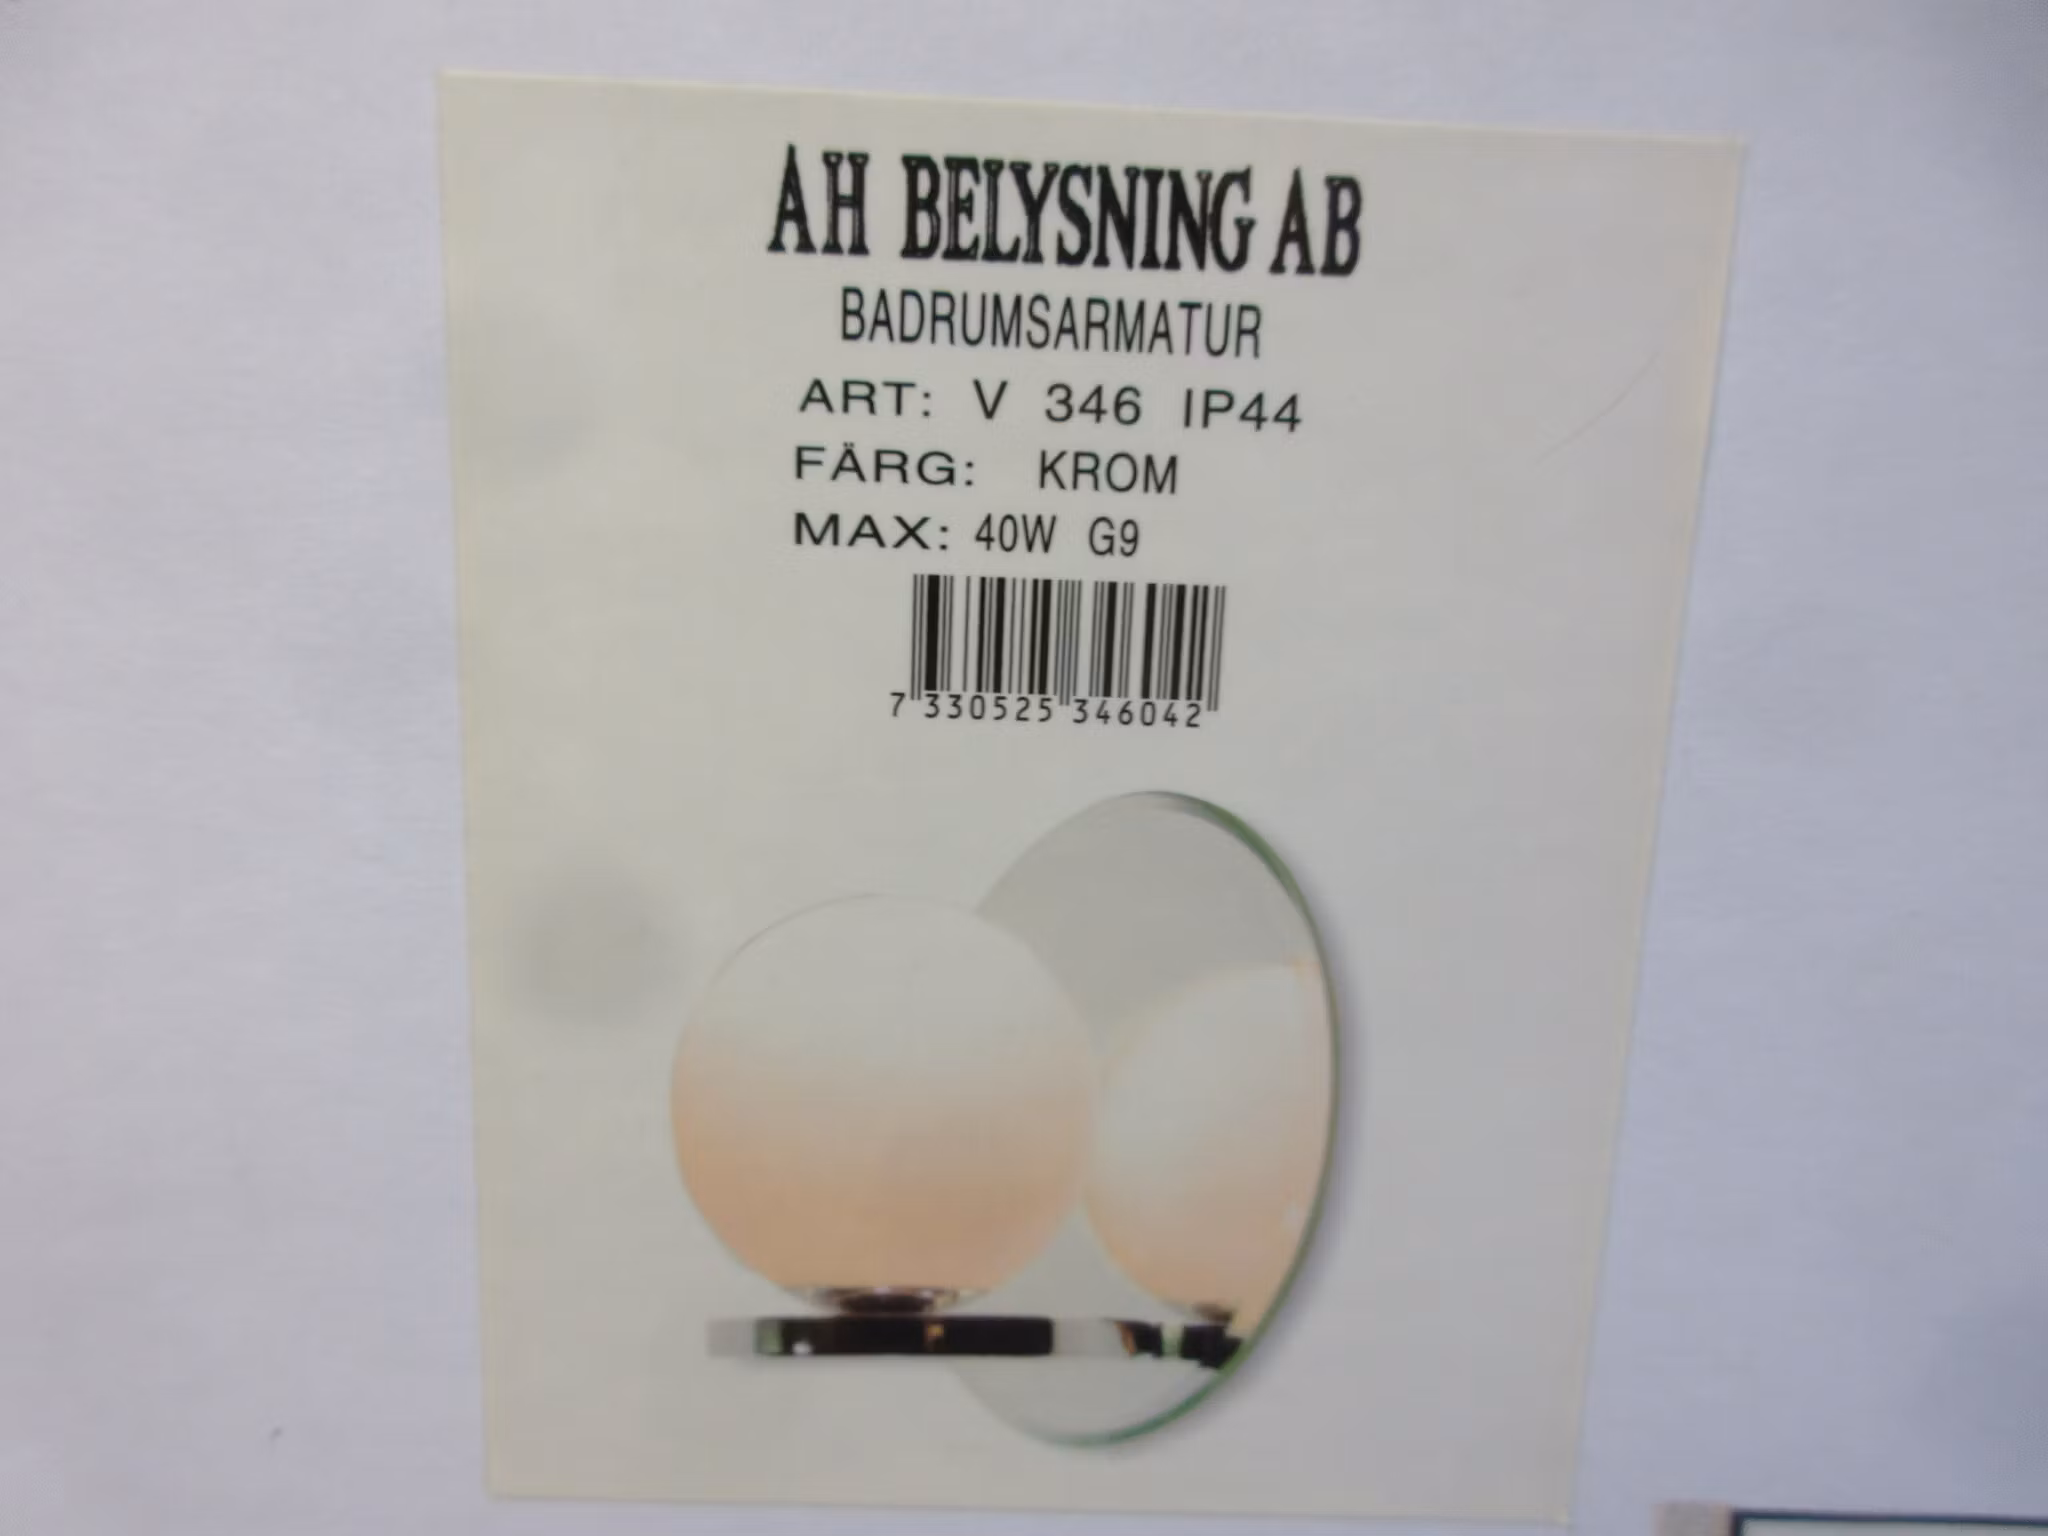 AH BELYSNING AB
BADRUMSARMATUR
ART: V 346 IP44
FÄRG: KROM
MAX: 40W G9
7 330525 346042